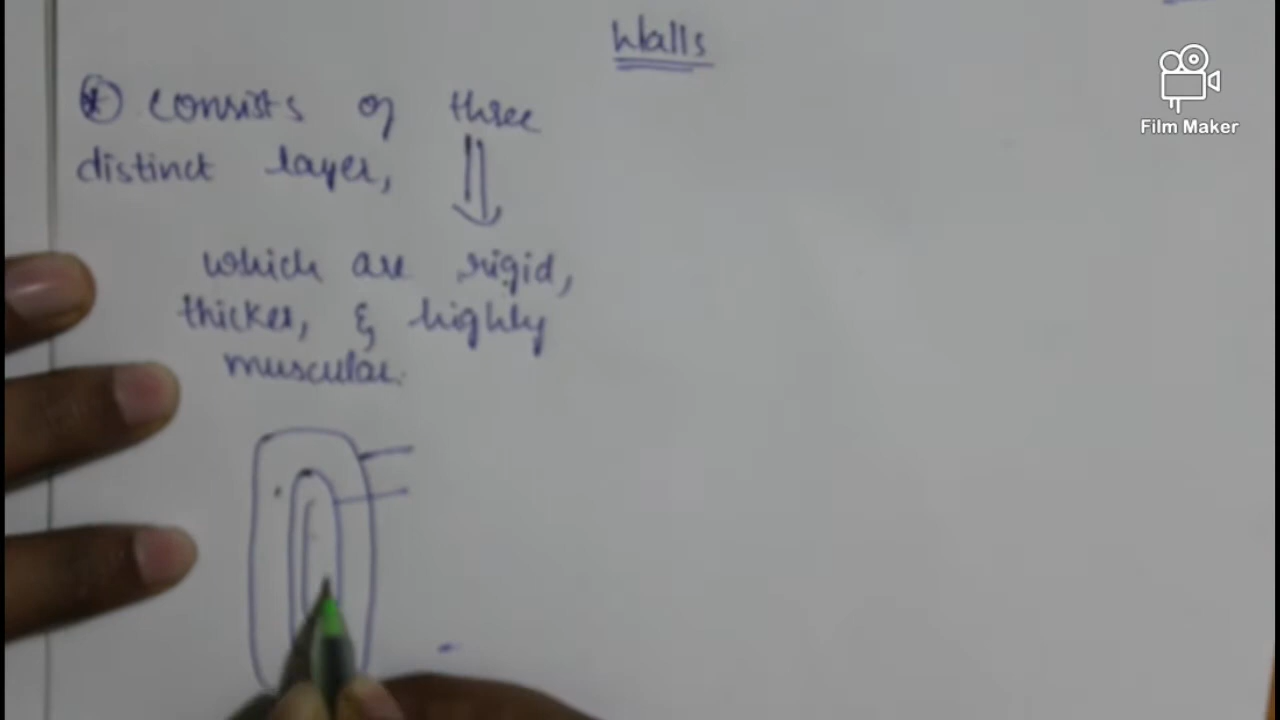 Walls
Film Maker
* consists of three
distinct layer,
which are rigid,
thicker, & highly
muscular.